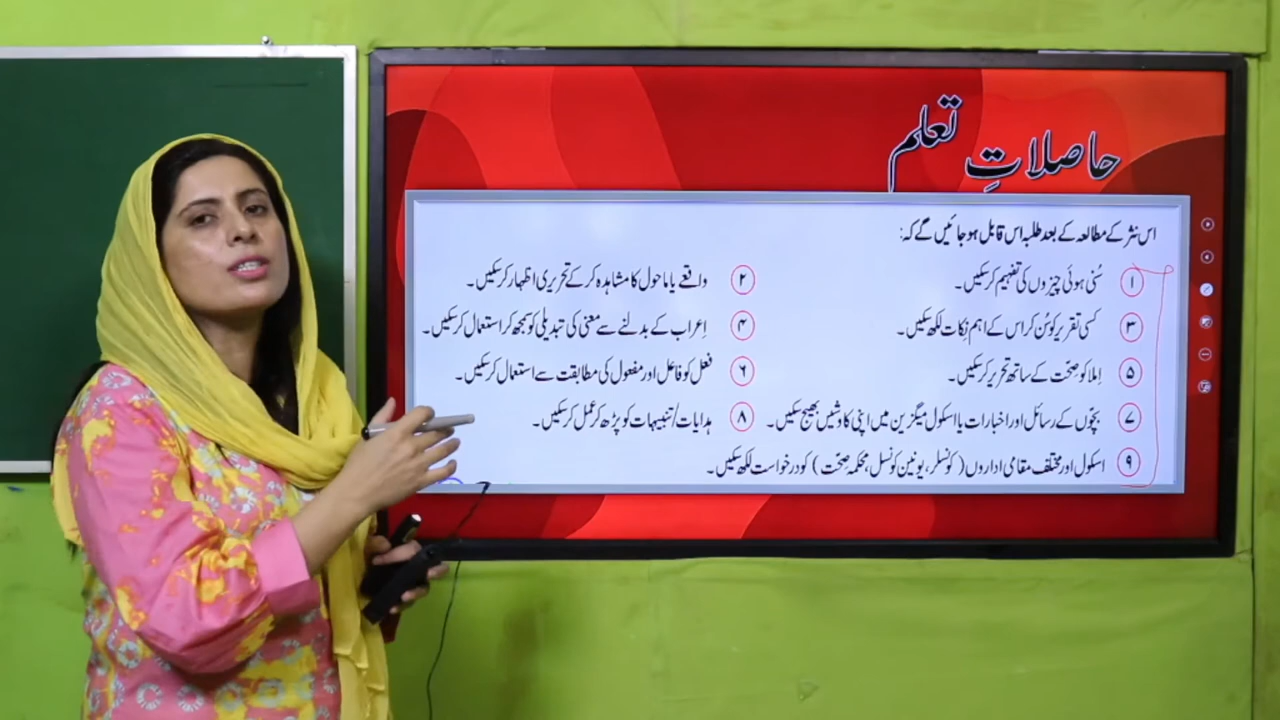 حاصلاتِ تعلم
اس نثر کے مطالعہ کے بعد طلبہ اس قابل ہو جائیں گے کہ:
۱ سُنی ہوئی چیزوں کی تفہیم کر سکیں۔
۲ واقعے یا ماحول کا مشاہدہ کر کے تحریری اظہار کر سکیں۔
۳ کسی تقریر کو سُن کر اس کے اہم نِکات لکھ سکیں۔
۴ اِعراب کے بدلنے سے معنی کی تبدیلی کو سمجھ کر استعمال کر سکیں۔
۵ اِملا کو صحّت کے ساتھ تحریر کر سکیں۔
۶ فعل کو فاعل اور مفعول کی مطابقت سے استعمال کر سکیں۔
۷ بچّوں کے رسائل اور اخبارات یا اسکول میگزین میں اپنی کاوشیں بھیج سکیں۔
۸ ہدایات/تنبیہات کو پڑھ کر عمل کر سکیں۔
۹ اسکول اور مختلف مقامی اداروں (کونسلر، یونین کونسل، محکمہ صحّت) کو درخواست لکھ سکیں۔